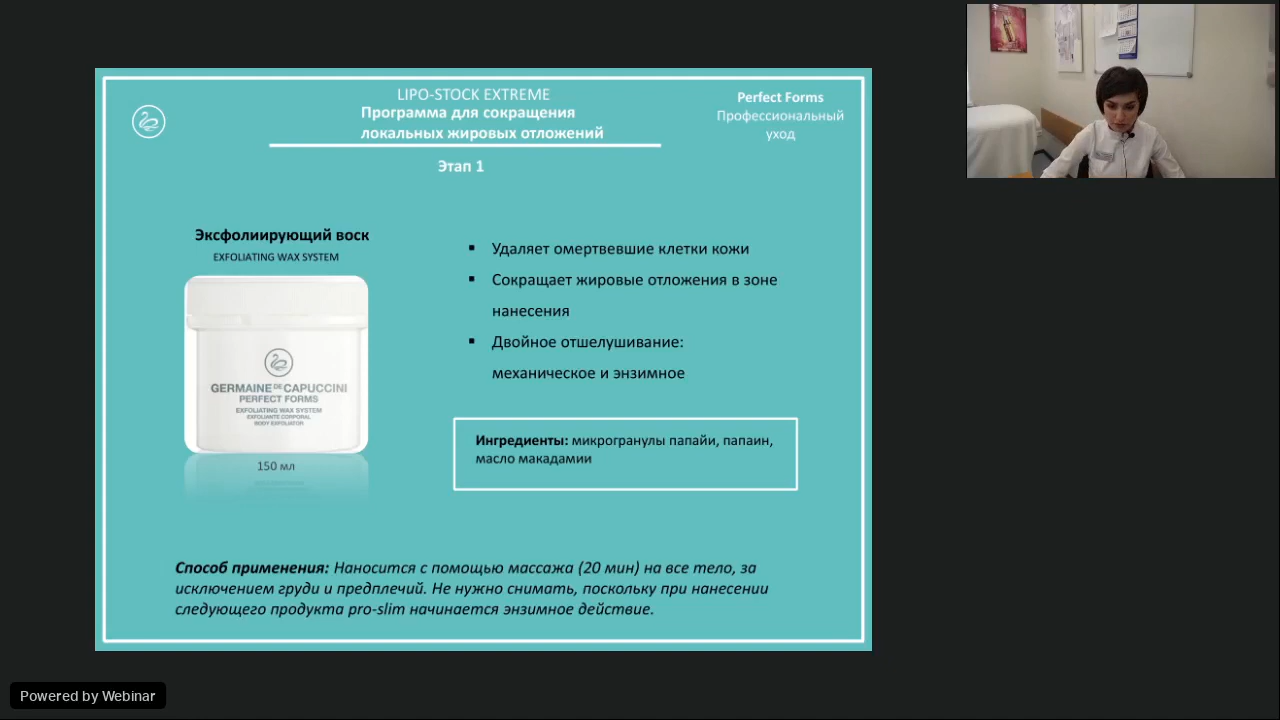 LIPO-STOCK EXTREME
Программа для сокращения
локальных жировых отложений
Perfect Forms
Профессиональный
уход
Этап 1
Эксфолиирующий воск
EXFOLIATING WAX SYSTEM
GERMAINE DE CAPUCCINI
PERFECT FORMS
EXFOLIATING WAX SYSTEM
EXFOLIANTE CORPORAL
BODY EXFOLIATOR
150 мл
▪ Удаляет омертвевшие клетки кожи
▪ Сокращает жировые отложения в зоне
нанесения
▪ Двойное отшелушивание:
механическое и энзимное
Ингредиенты: микрогранулы папайи, папаин,
масло макадамии
Способ применения: Наносится с помощью массажа (20 мин) на все тело, за
исключением груди и предплечий. Не нужно снимать, поскольку при нанесении
следующего продукта pro-slim начинается энзимное действие.
Powered by Webinar